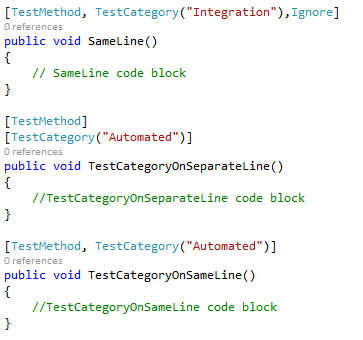 [TestMethod, TestCategory("Integration"),Ignore]
0 references
public void SameLine()
{
// SameLine code block
}
[TestMethod]
[TestCategory("Automated")]
0 references
public void TestCategoryOnSeparateLine()
{
//TestCategoryOnSeparateLine code block
}
[TestMethod, TestCategory("Automated")]
0 references
public void TestCategoryOnSameLine()
{
//TestCategoryOnSameLine code block
}